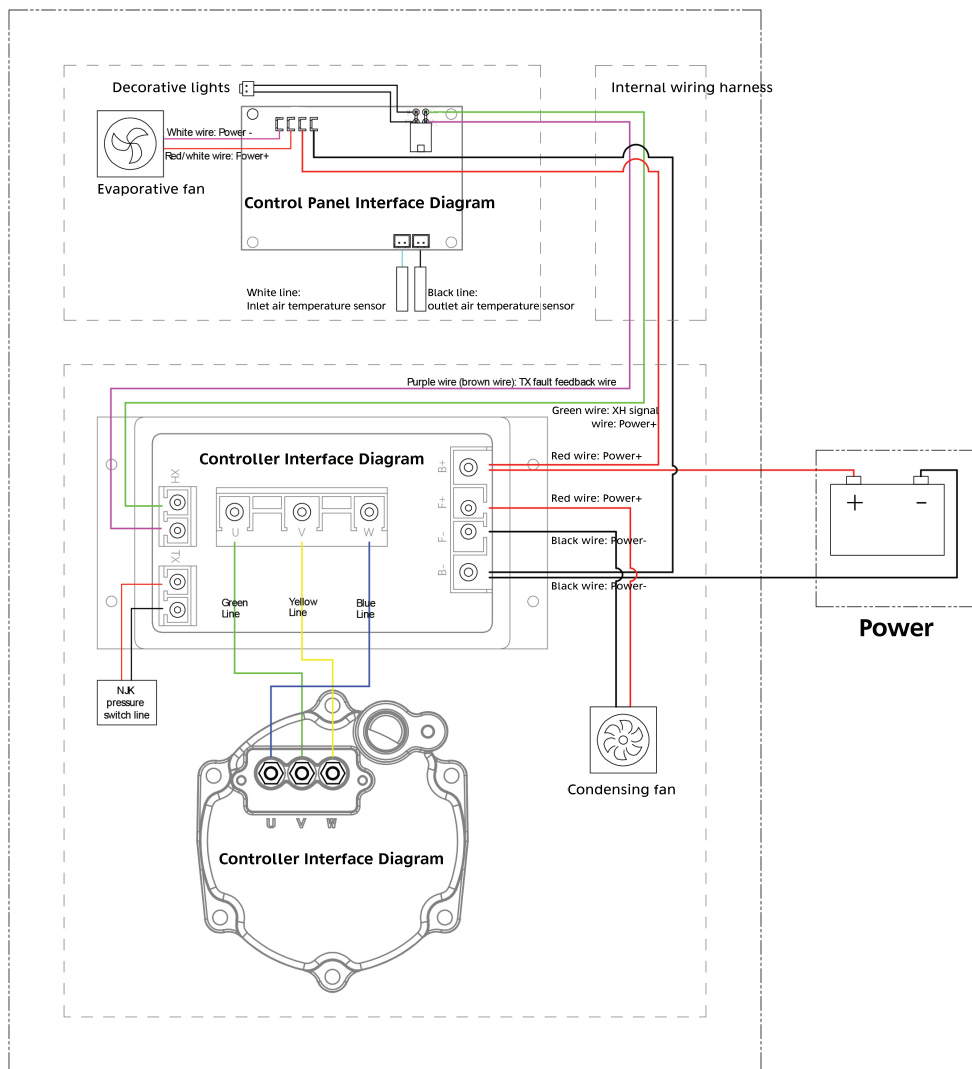 Decorative lights
Internal wiring harness
White wire: Power -
Red/white wire: Power+
Evaporative fan
Control Panel Interface Diagram
White line:
Inlet air temperature sensor
Black line:
outlet air temperature sensor
Purple wire (brown wire): TX fault feedback wire
Green wire: XH signal
wire: Power+
Controller Interface Diagram
Red wire: Power+
B+
XH
Red wire: Power+
F+
+
-
U
V
W
F-
Black wire: Power-
TX
B-
Black wire: Power-
Green
Line
Yellow
Line
Blue
Line
Power
NJK
pressure
switch line
Condensing fan
U
V
W
Controller Interface Diagram